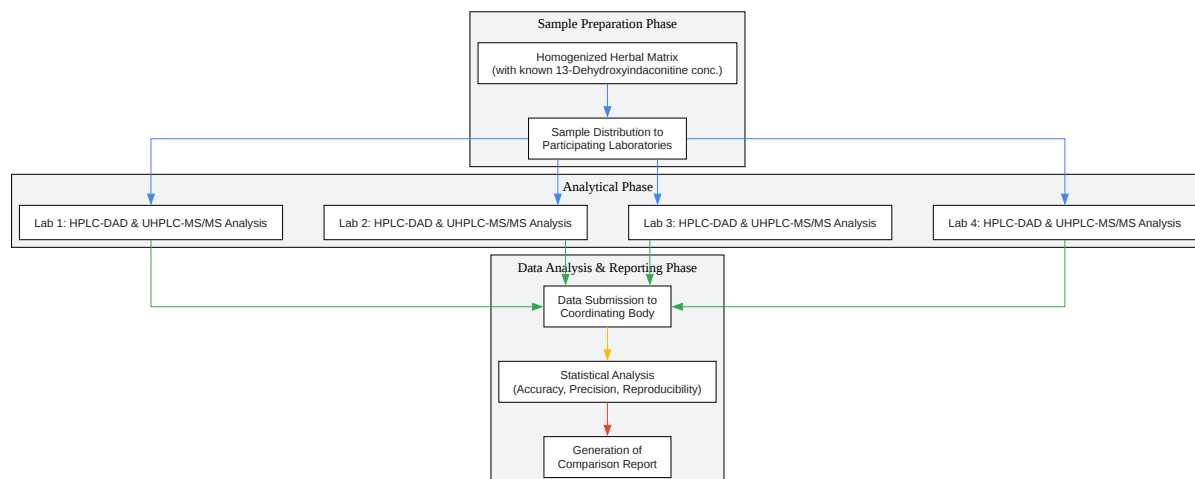 Sample Preparation Phase
Homogenized Herbal Matrix
(with known 13-Dehydroxyindaconitine conc.)
Sample Distribution to
Participating Laboratories
Analytical Phase
Lab 1: HPLC-DAD & UHPLC-MS/MS Analysis
Lab 2: HPLC-DAD & UHPLC-MS/MS Analysis
Lab 3: HPLC-DAD & UHPLC-MS/MS Analysis
Lab 4: HPLC-DAD & UHPLC-MS/MS Analysis
Data Analysis & Reporting Phase
Data Submission to
Coordinating Body
Statistical Analysis
(Accuracy, Precision, Reproducibility)
Generation of
Comparison Report